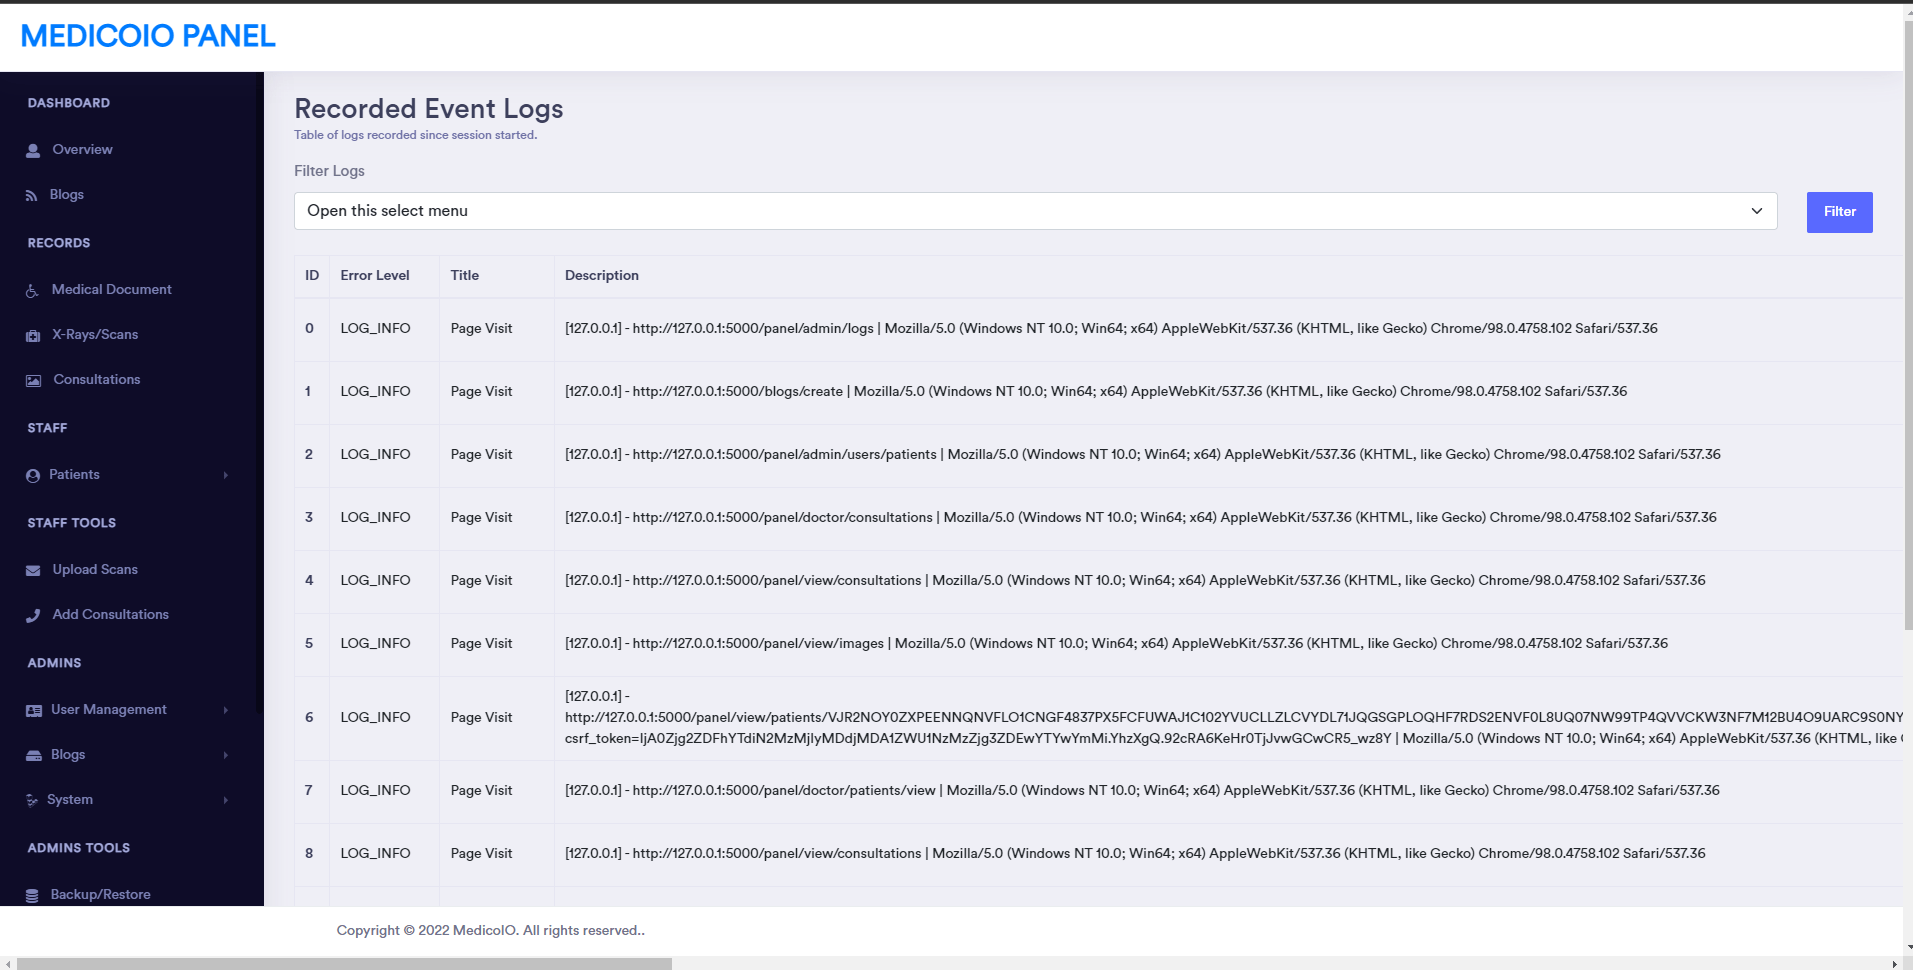 MEDICOIO PANEL
DASHBOARD
Overview
Blogs
RECORDS
Medical Document
X-Rays/Scans
Consultations
STAFF
Patients
STAFF TOOLS
Upload Scans
Add Consultations
ADMINS
User Management
Blogs
System
ADMINS TOOLS
Backup/Restore
Recorded Event Logs
Table of logs recorded since session started.
Filter Logs
Open this select menu
Filter
ID Error Level Title Description
0 LOG_INFO Page Visit [127.0.0.1] - http://127.0.0.1:5000/panel/admin/logs | Mozilla/5.0 (Windows NT 10.0; Win64; x64) AppleWebKit/537.36 (KHTML, like Gecko) Chrome/98.0.4758.102 Safari/537.36
1 LOG_INFO Page Visit [127.0.0.1] - http://127.0.0.1:5000/blogs/create | Mozilla/5.0 (Windows NT 10.0; Win64; x64) AppleWebKit/537.36 (KHTML, like Gecko) Chrome/98.0.4758.102 Safari/537.36
2 LOG_INFO Page Visit [127.0.0.1] - http://127.0.0.1:5000/panel/admin/users/patients | Mozilla/5.0 (Windows NT 10.0; Win64; x64) AppleWebKit/537.36 (KHTML, like Gecko) Chrome/98.0.4758.102 Safari/537.36
3 LOG_INFO Page Visit [127.0.0.1] - http://127.0.0.1:5000/panel/doctor/consultations | Mozilla/5.0 (Windows NT 10.0; Win64; x64) AppleWebKit/537.36 (KHTML, like Gecko) Chrome/98.0.4758.102 Safari/537.36
4 LOG_INFO Page Visit [127.0.0.1] - http://127.0.0.1:5000/panel/view/consultations | Mozilla/5.0 (Windows NT 10.0; Win64; x64) AppleWebKit/537.36 (KHTML, like Gecko) Chrome/98.0.4758.102 Safari/537.36
5 LOG_INFO Page Visit [127.0.0.1] - http://127.0.0.1:5000/panel/view/images | Mozilla/5.0 (Windows NT 10.0; Win64; x64) AppleWebKit/537.36 (KHTML, like Gecko) Chrome/98.0.4758.102 Safari/537.36
[127.0.0.1] -
6 LOG_INFO Page Visit http://127.0.0.1:5000/panel/view/patients/VJR2NOY0ZXPEENNQNVFLO1CNGF4837PX5FCFUWAJ1C102YVUCLLZLCVYDL71JQGSGPLOQHF7RDS2ENVF0L8UQ07NW99TP4QVVCKW3NF7M12BU4O9UARC9S0NY
csrf_token=IjA0Zjg2ZDFhYTdiN2MzMjIyMDdjMDA1ZWU1NzMzZjg3ZDEwYTYwYmMi.YhzXgQ.92cRA6KeHr0TjJvwGCwCR5_wz8Y | Mozilla/5.0 (Windows NT 10.0; Win64; x64) AppleWebKit/537.36 (KHTML, like
7 LOG_INFO Page Visit [127.0.0.1] - http://127.0.0.1:5000/panel/doctor/patients/view | Mozilla/5.0 (Windows NT 10.0; Win64; x64) AppleWebKit/537.36 (KHTML, like Gecko) Chrome/98.0.4758.102 Safari/537.36
8 LOG_INFO Page Visit [127.0.0.1] - http://127.0.0.1:5000/panel/view/consultations | Mozilla/5.0 (Windows NT 10.0; Win64; x64) AppleWebKit/537.36 (KHTML, like Gecko) Chrome/98.0.4758.102 Safari/537.36
Copyright © 2022 MedicoIO. All rights reserved..